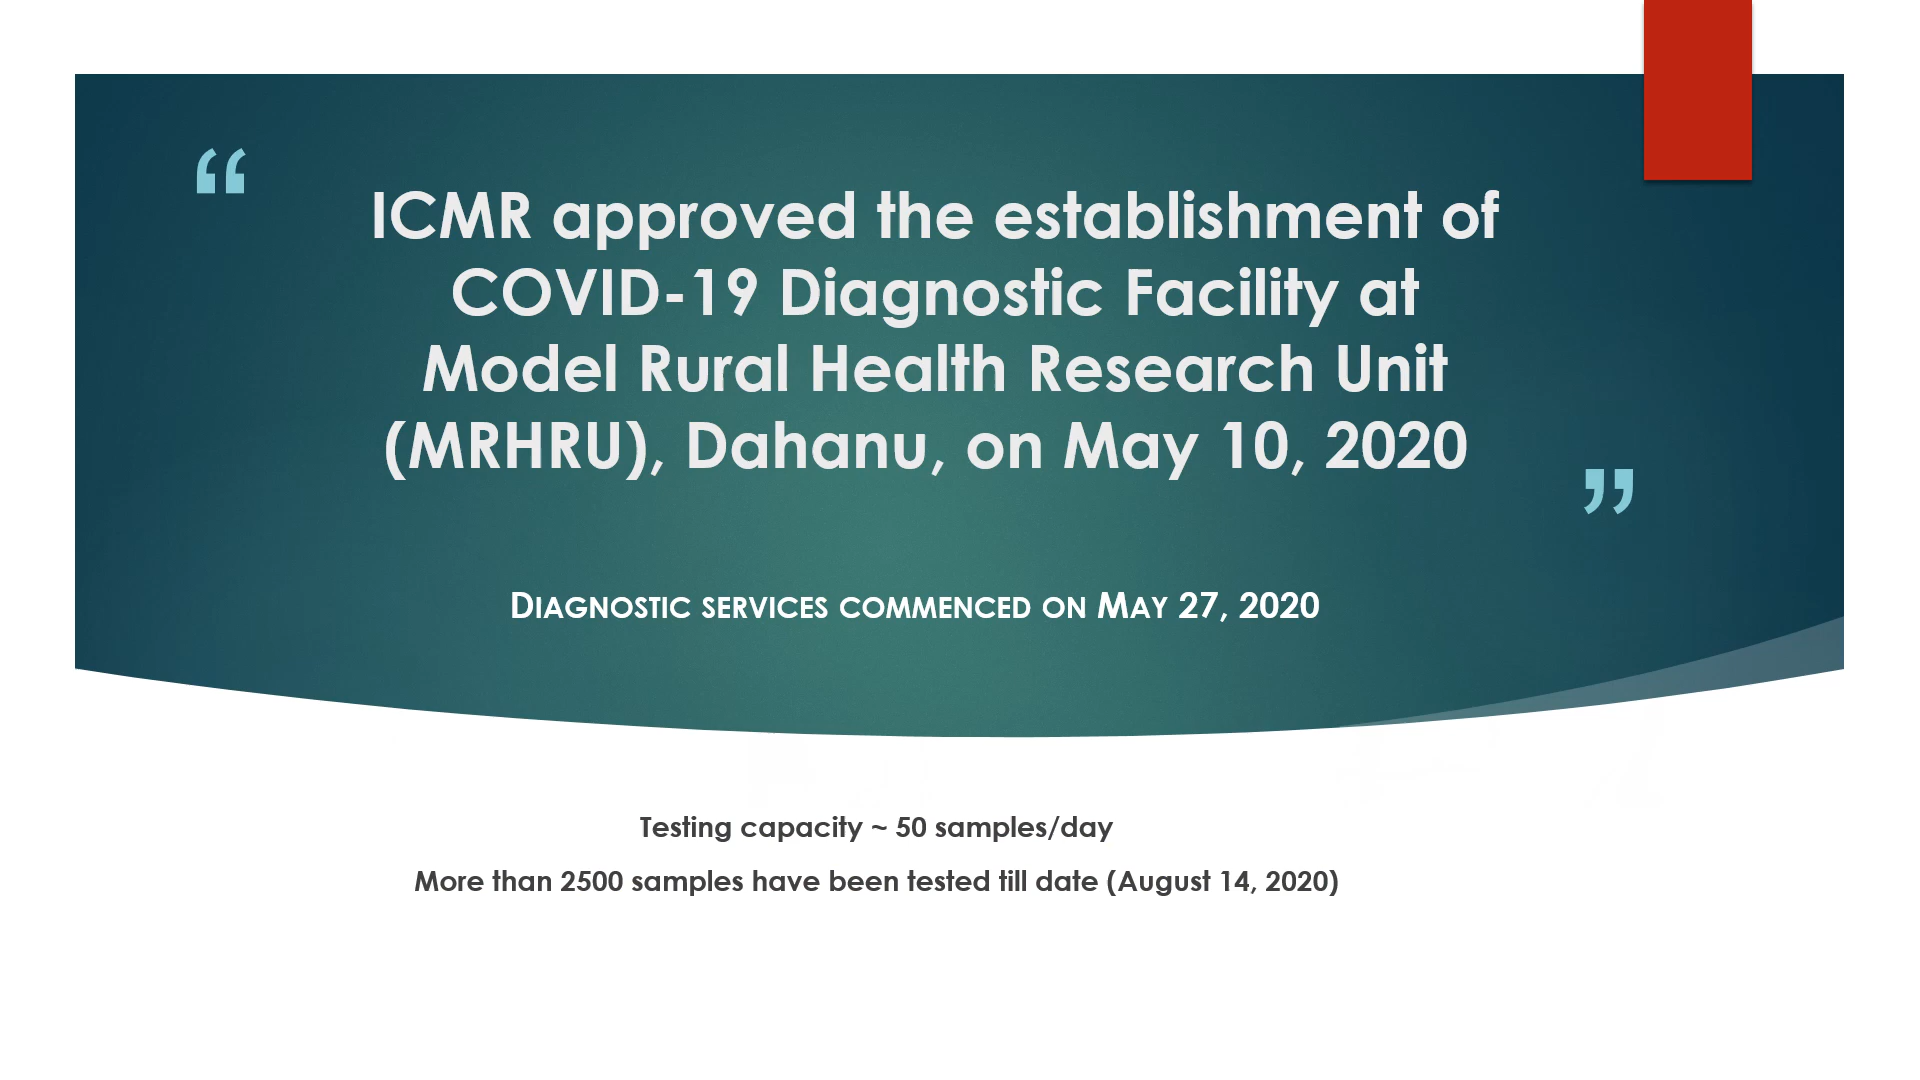 “
ICMR approved the establishment of
COVID-19 Diagnostic Facility at
Model Rural Health Research Unit
(MRHRU), Dahanu, on May 10, 2020
”
Diagnostic services commenced on May 27, 2020
Testing capacity ~ 50 samples/day
More than 2500 samples have been tested till date (August 14, 2020)